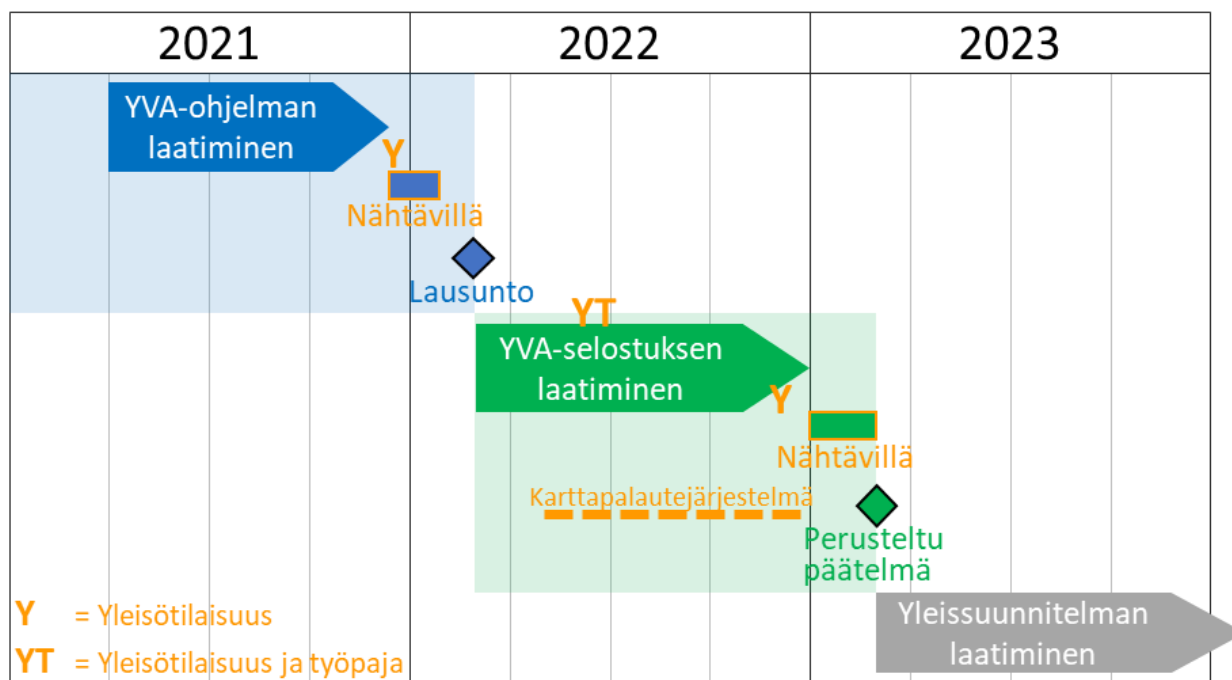 2021
2022
2023
YVA-ohjelman
laatiminen
Y
Nähtävillä
Lausunto
YT
YVA-selostuksen
laatiminen
Y
Nähtävillä
Karttapalautejärjestelmä
Perusteltu
päätelmä
Y = Yleisötilaisuus
YT = Yleisötilaisuus ja työpaja
Yleissuunnitelman
laatiminen